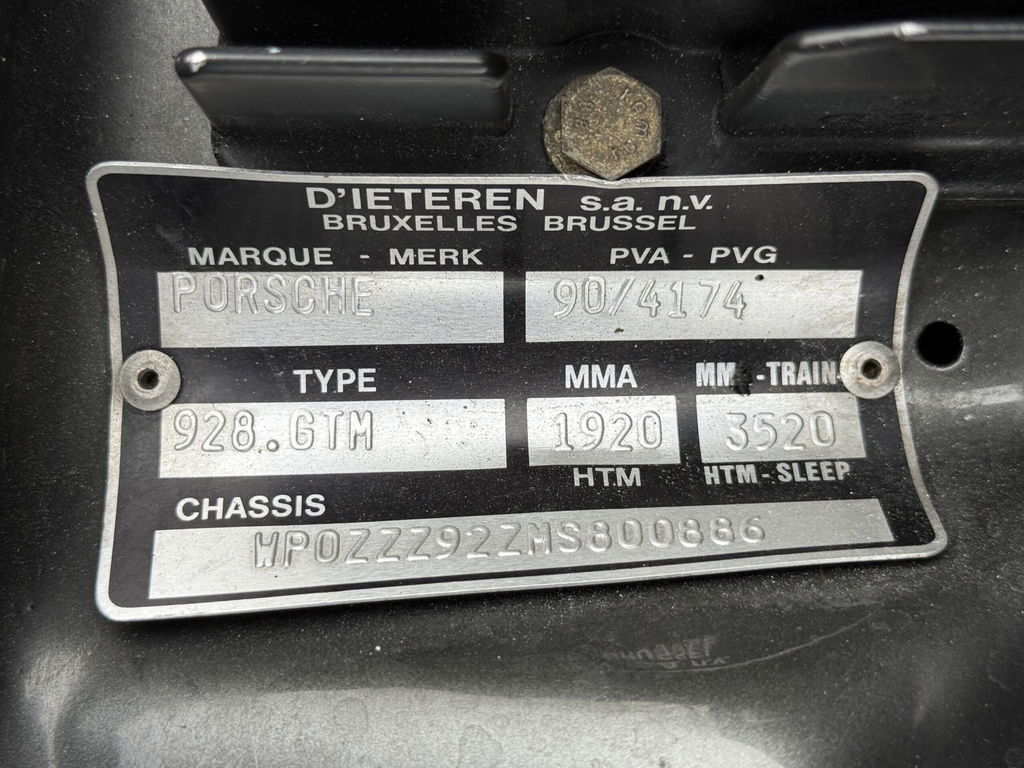 D'IETEREN s.a. n.v.
BRUXELLES BRUSSEL
MARQUE - MERK PVA - PVG
PORSCHE 90/4174
TYPE MMA -TRAIN
928.GTM 1920 3520
HTM HTM-SLEEP
CHASSIS
WP0ZZZ92ZMS800886